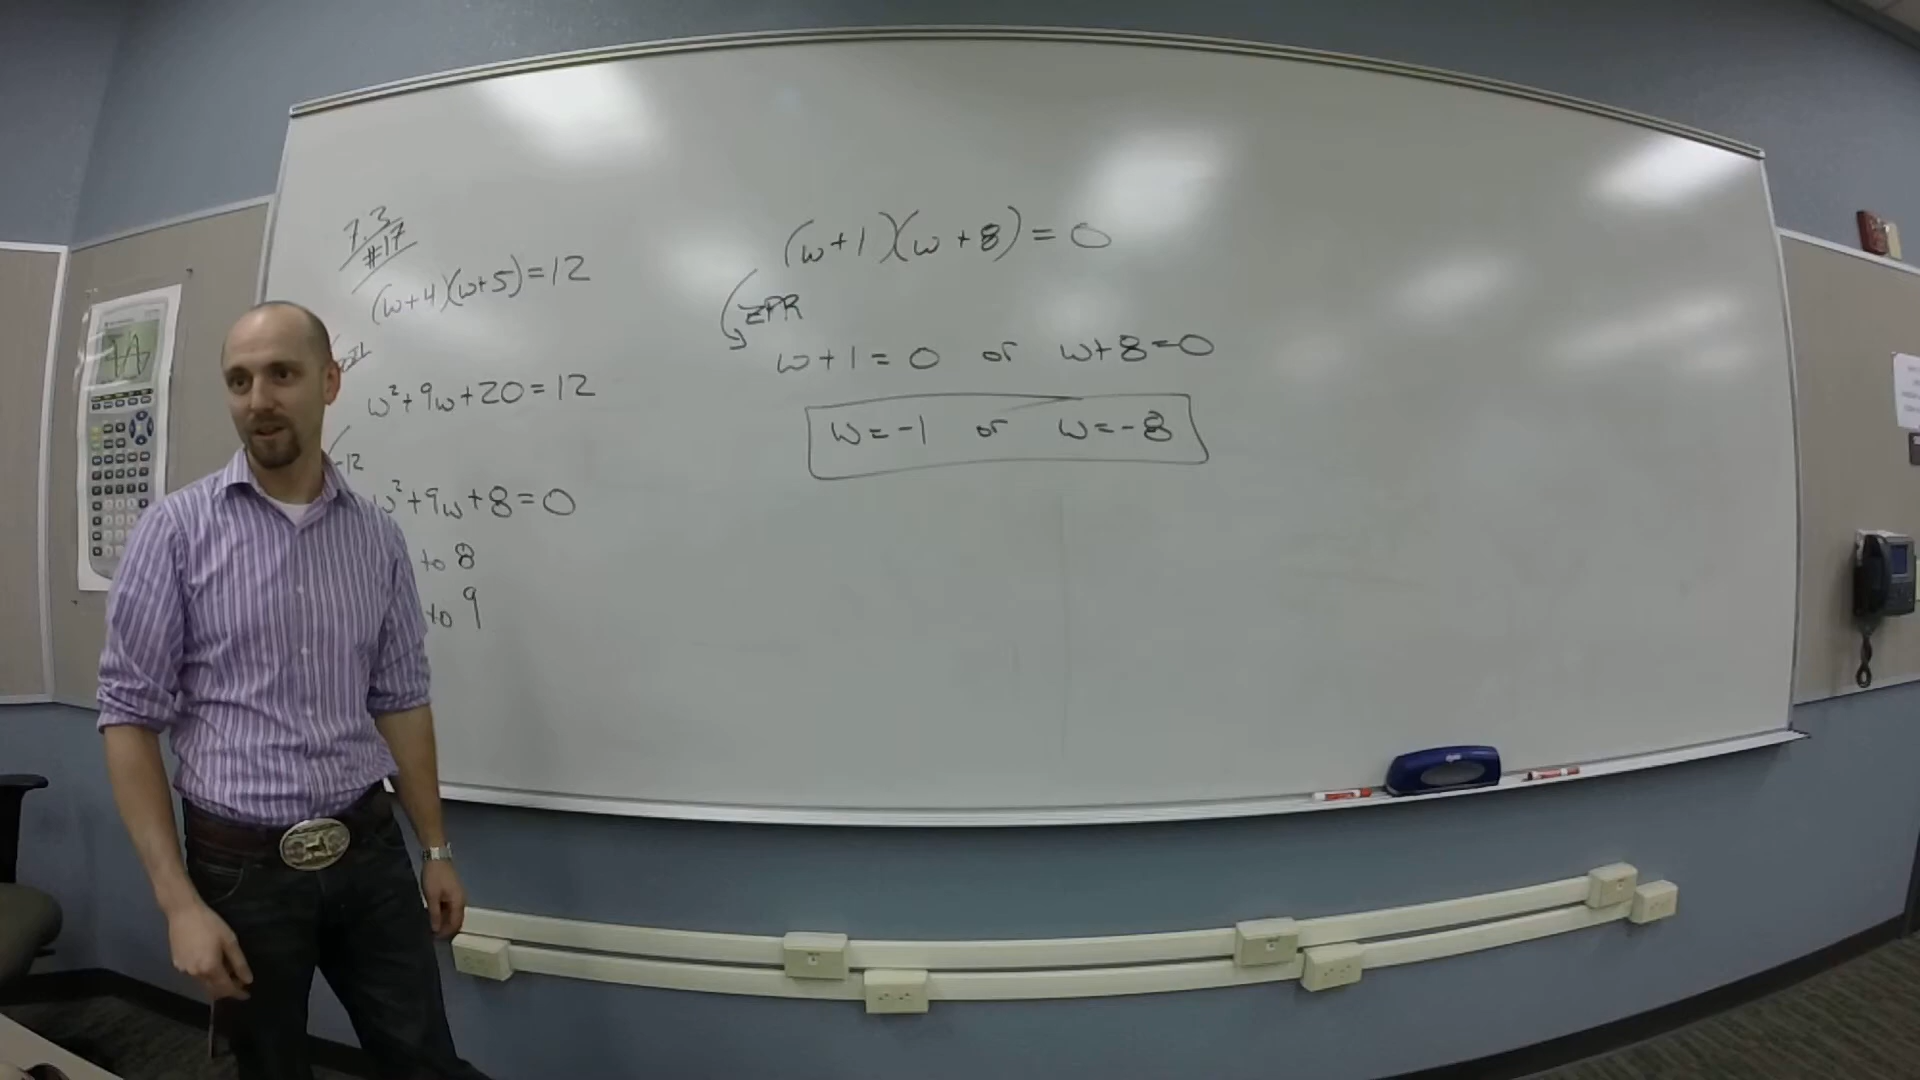 7.3
#17
(w+4)(w+5)=12
w²+9w+20=12
-12
w²+9w+8=0
to 8
to 9
(w+1)(w+8)=0
ZPR
w+1=0 or w+8=0
w=-1 or w=-8